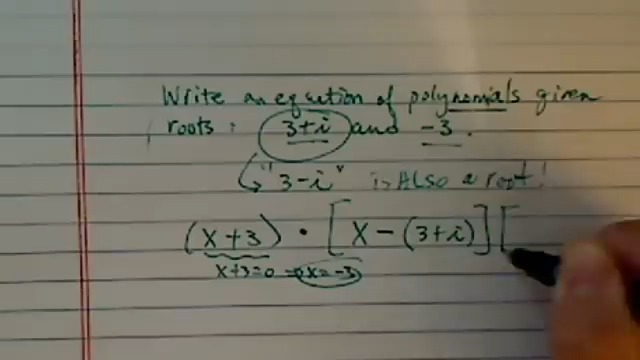 Write an equation of polynomials given
roots: 3+i and -3.
"3-i" is Also a root!
(x+3) • [x-(3+i)][
x+3=0 → x=-3